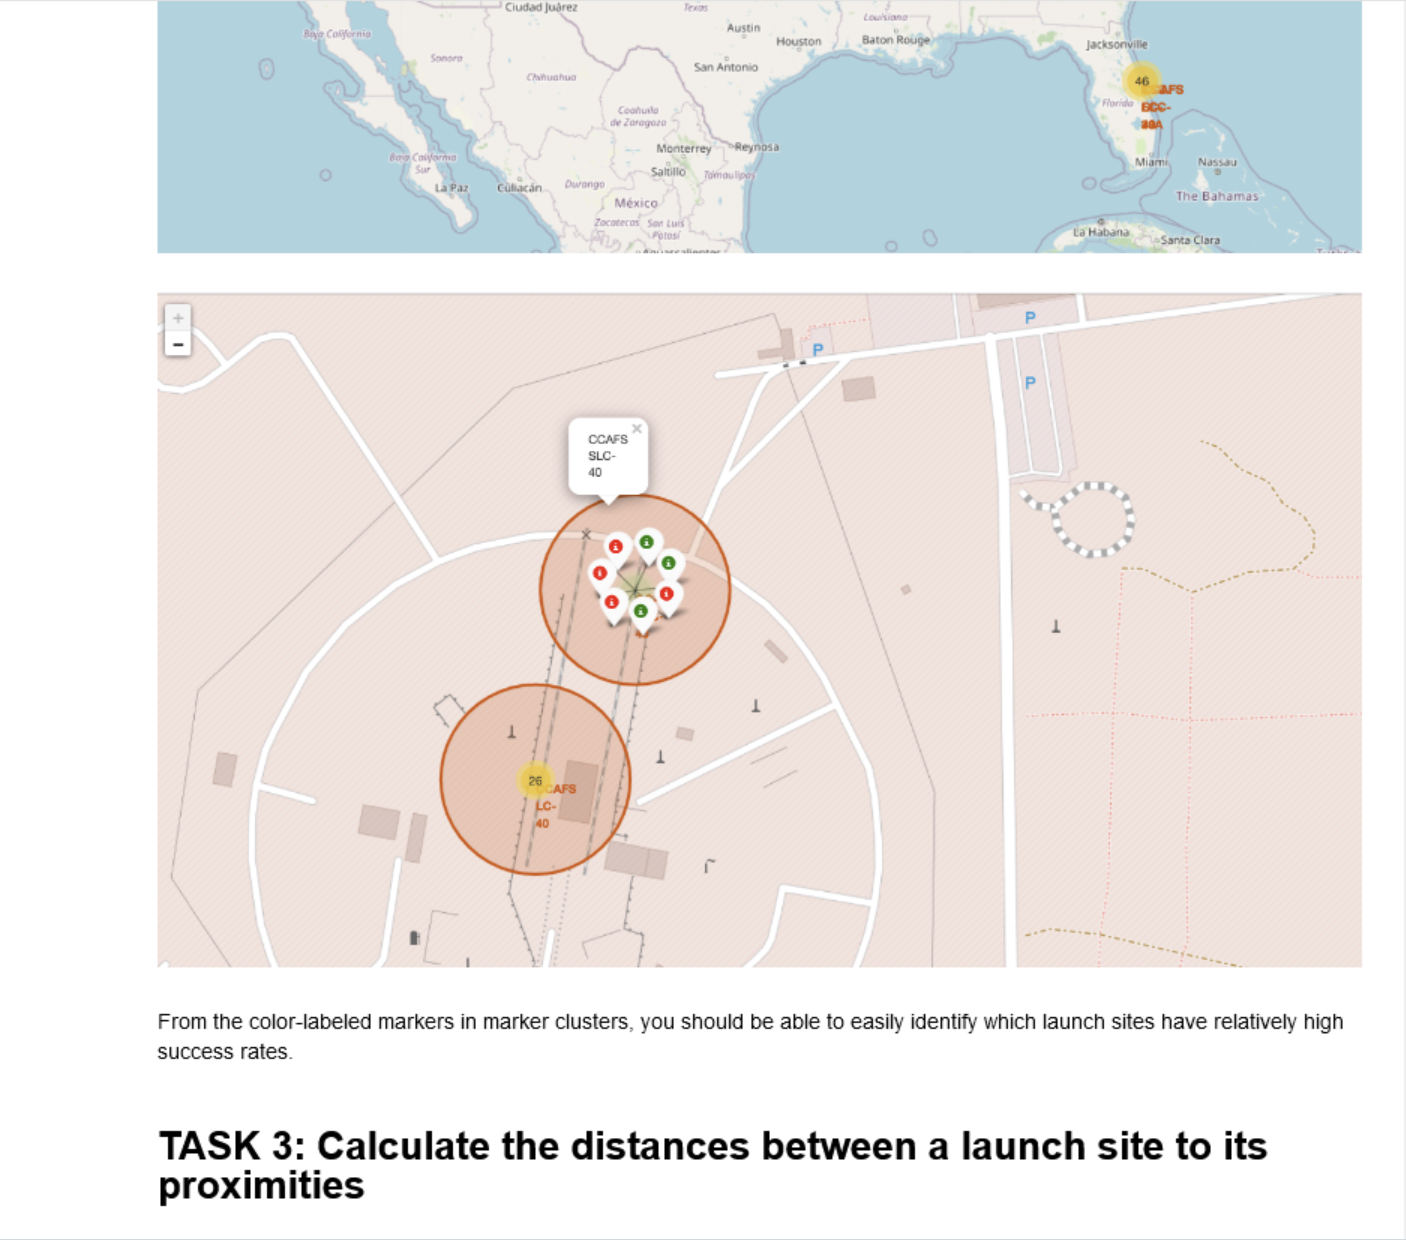 Ciudad Juárez
Texas
Louisiana
Baja California
Austin
Houston
Baton Rouge
Jacksonville
Sonora
San Antonio
Chihuahua
46
Florida
Coahuila
de Zaragoza
Monterrey
Reynosa
Baja California
Sur
Saltillo
Tamaulipas
Miami
Nassau
La Paz
Culiacán
Durango
México
The Bahamas
Zacatecas
San Luis
Potosí
La Habana
Santa Clara
Aguascalientes
+
−
P
P
P
CCAFS
SLC-
40
×
26
CCAFS
LC-
40
From the color-labeled markers in marker clusters, you should be able to easily identify which launch sites have relatively high
success rates.
TASK 3: Calculate the distances between a launch site to its
proximities